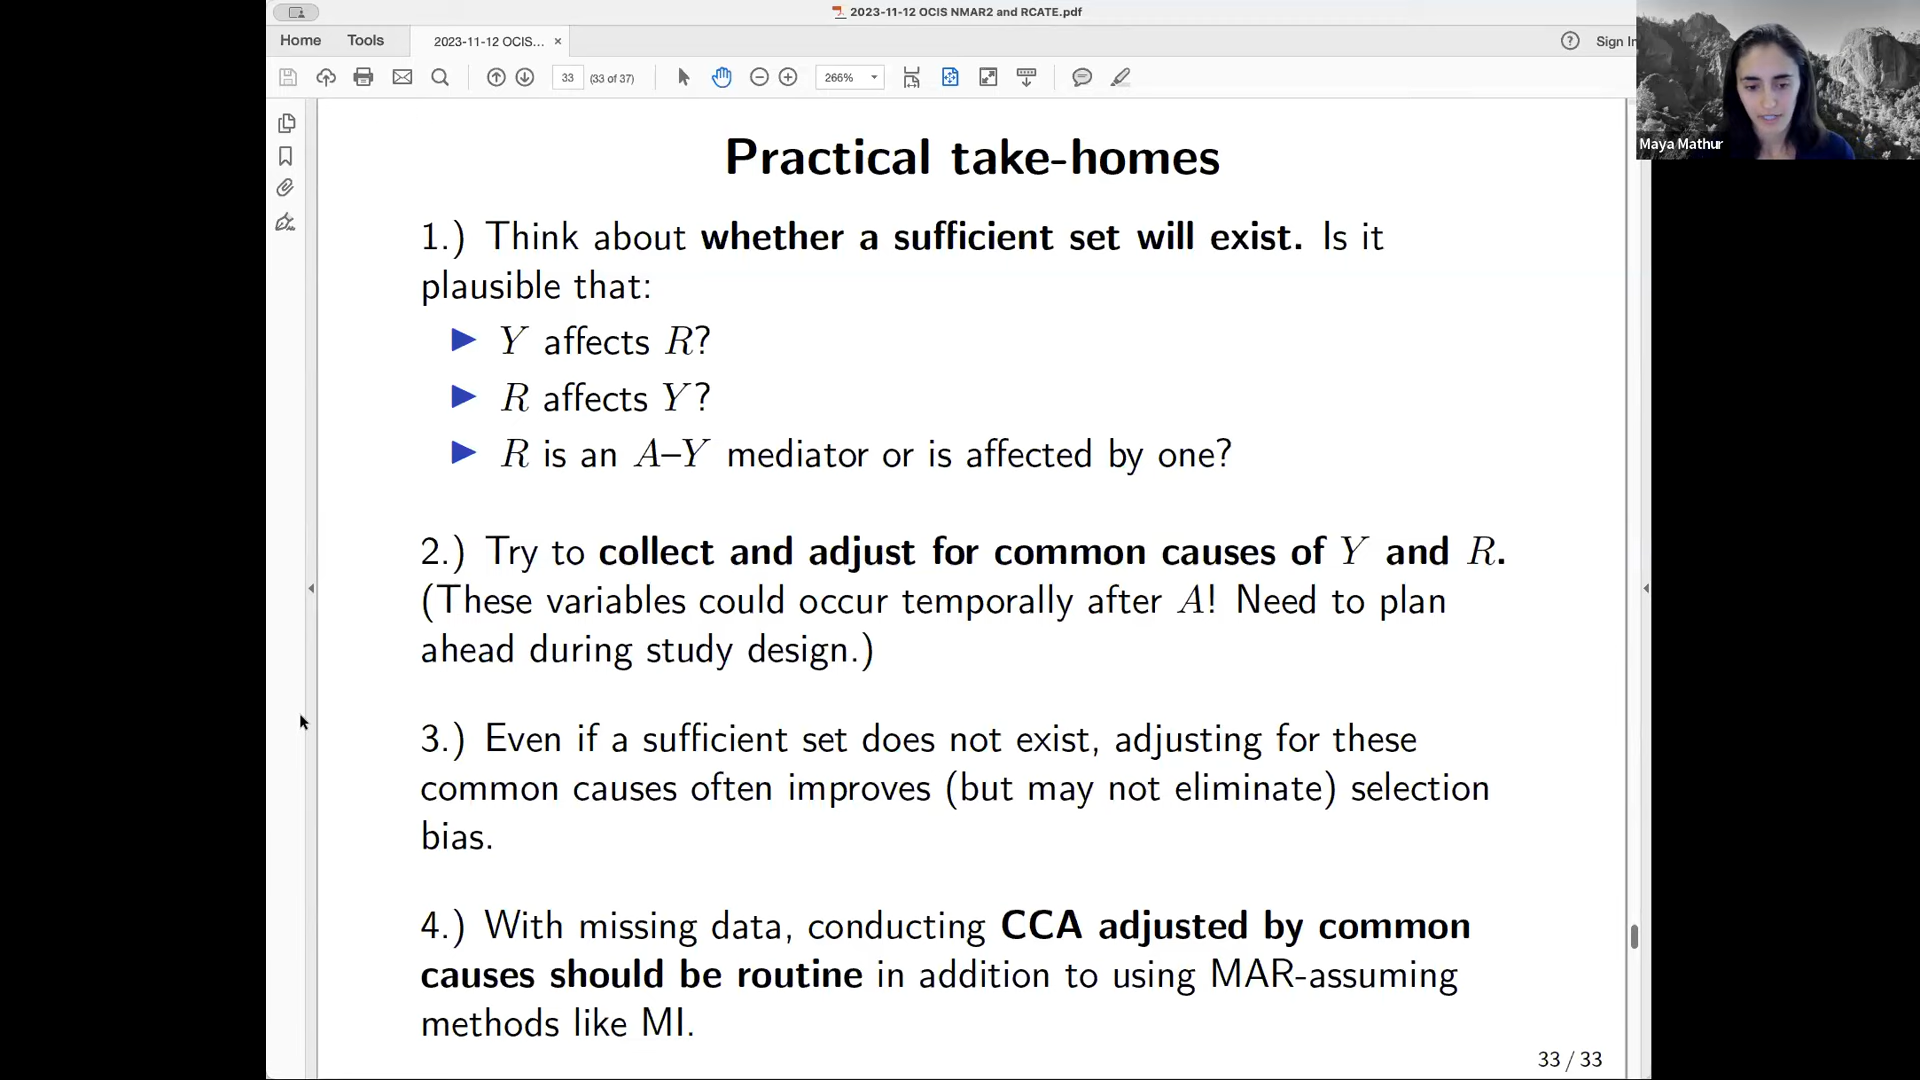 2023-11-12 OCIS NMAR2 and RCATE.pdf
Home Tools 2023-11-12 OCIS... × Sign In
33 (33 of 37) 266%
Maya Mathur
Practical take-homes
1.) Think about whether a sufficient set will exist. Is it
plausible that:
▶ Y affects R?
▶ R affects Y?
▶ R is an A–Y mediator or is affected by one?
2.) Try to collect and adjust for common causes of Y and R.
(These variables could occur temporally after A! Need to plan
ahead during study design.)
3.) Even if a sufficient set does not exist, adjusting for these
common causes often improves (but may not eliminate) selection
bias.
4.) With missing data, conducting CCA adjusted by common
causes should be routine in addition to using MAR-assuming
methods like MI.
33 / 33